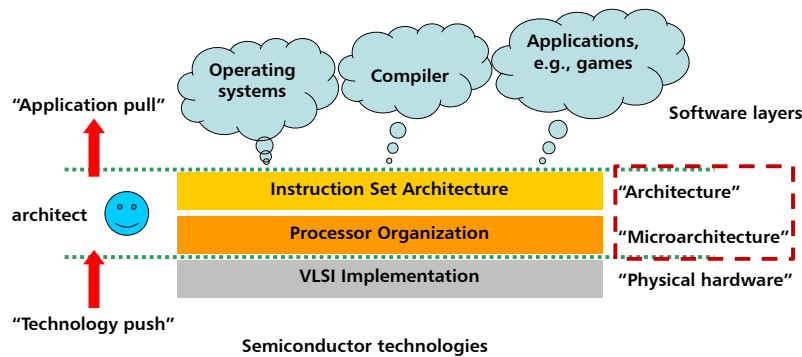 Operating
systems
Compiler
Applications,
e.g., games
“Application pull”
Software layers
Instruction Set Architecture
“Architecture”
architect
Processor Organization
“Microarchitecture”
VLSI Implementation
“Physical hardware”
“Technology push”
Semiconductor technologies